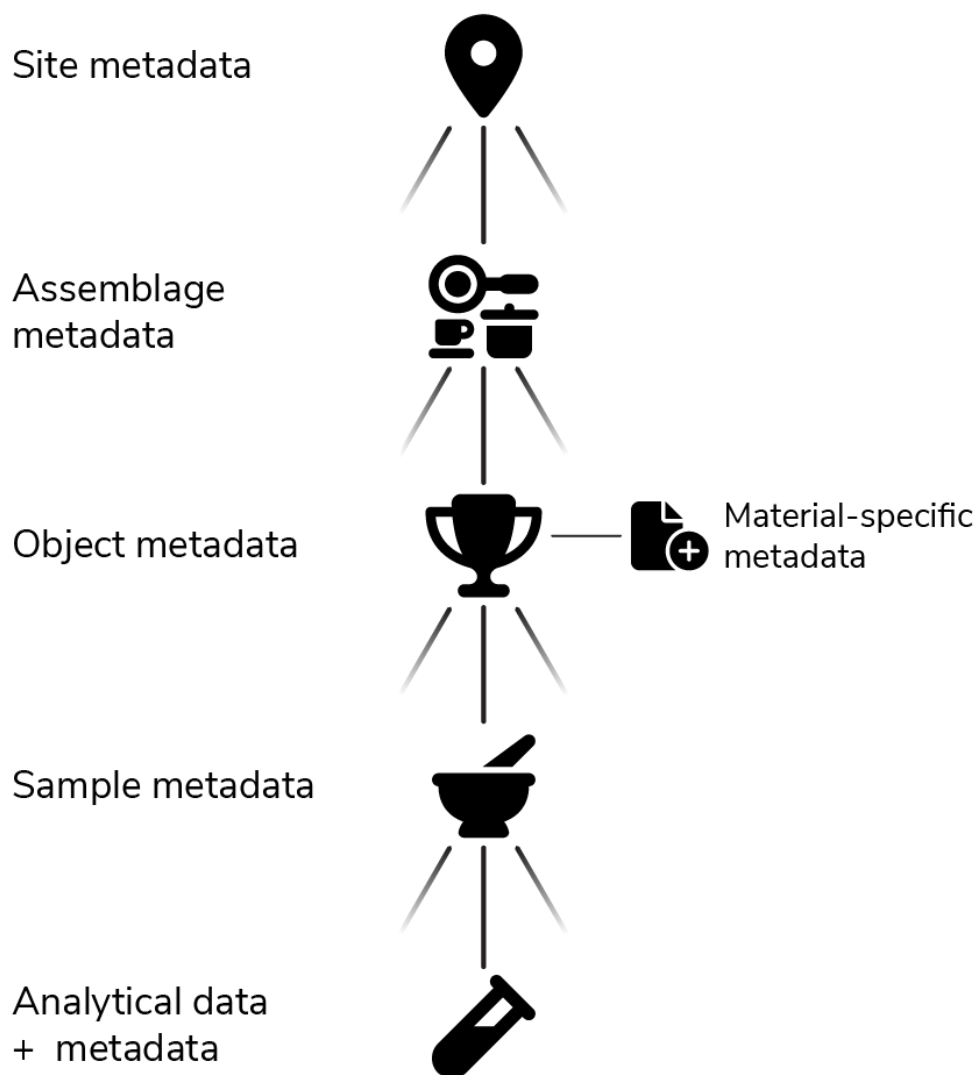 Site metadata
Assemblage
metadata
Object metadata
Material-specific
metadata
Sample metadata
Analytical data
+ metadata